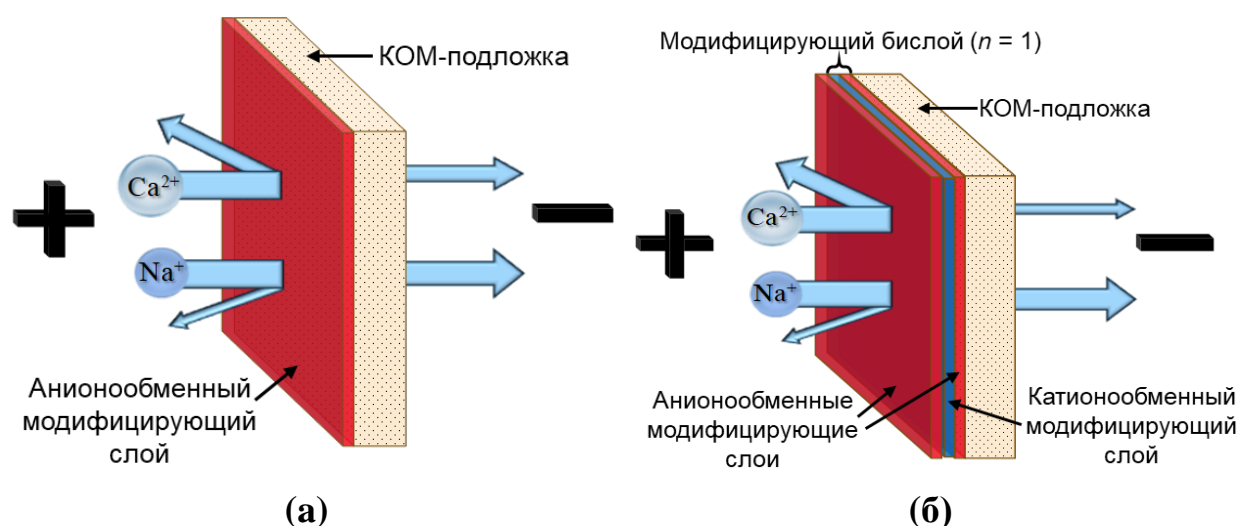 КОМ-подложка
Ca²⁺
Na⁺
+
−
Анионообменный
модифицирующий
слой
(а)
Модифицирующий бислой (n = 1)
КОМ-подложка
Ca²⁺
Na⁺
+
−
Анионообменные
модифицирующие
слои
Катионообменный
модифицирующий
слой
(б)